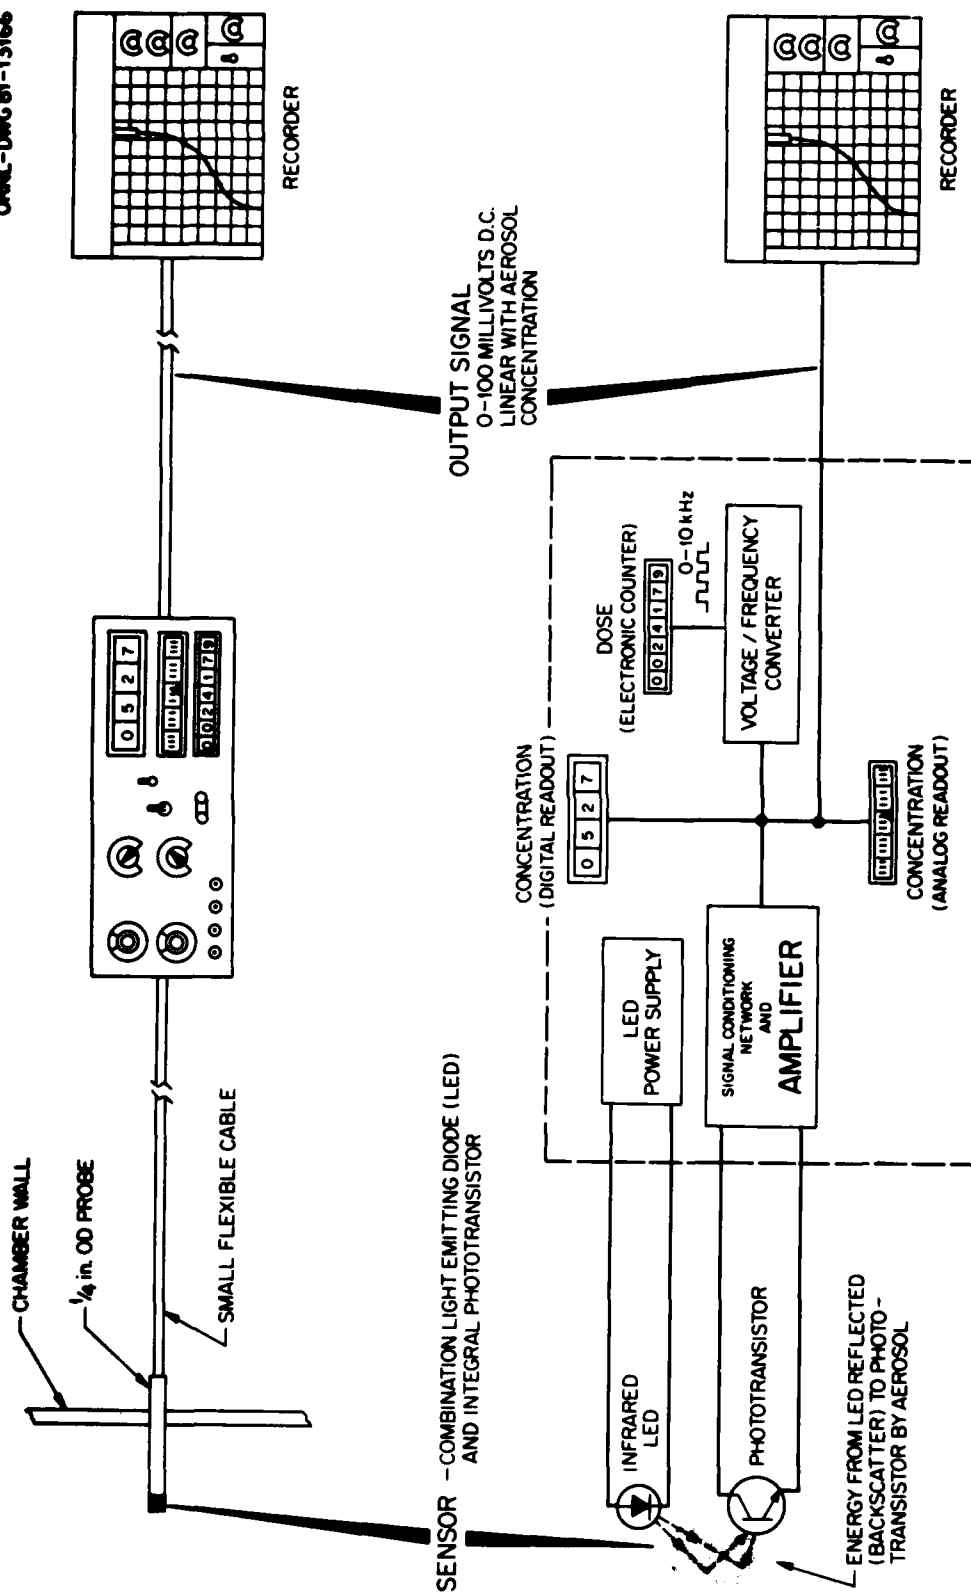 ORNL-DWG 81-13166
CHAMBER WALL
1/4 in. OD PROBE
SMALL FLEXIBLE CABLE
0 5 2 7
0 0 2 4 1 7 9
RECORDER
OUTPUT SIGNAL
0-100 MILLIVOLTS D.C.
LINEAR WITH AEROSOL
CONCENTRATION
SENSOR - COMBINATION LIGHT EMITTING DIODE (LED)
AND INTEGRAL PHOTOTRANSISTOR
INFRARED
LED
PHOTOTRANSISTOR
ENERGY FROM LED REFLECTED
(BACKSCATTER) TO PHOTO-
TRANSISTOR BY AEROSOL
LED
POWER SUPPLY
SIGNAL CONDITIONING
NETWORK
AND
AMPLIFIER
CONCENTRATION
(DIGITAL READOUT)
0 5 2 7
DOSE
(ELECTRONIC COUNTER)
0 0 2 4 1 7 9
0-10 kHz
VOLTAGE / FREQUENCY
CONVERTER
CONCENTRATION
(ANALOG READOUT)
RECORDER